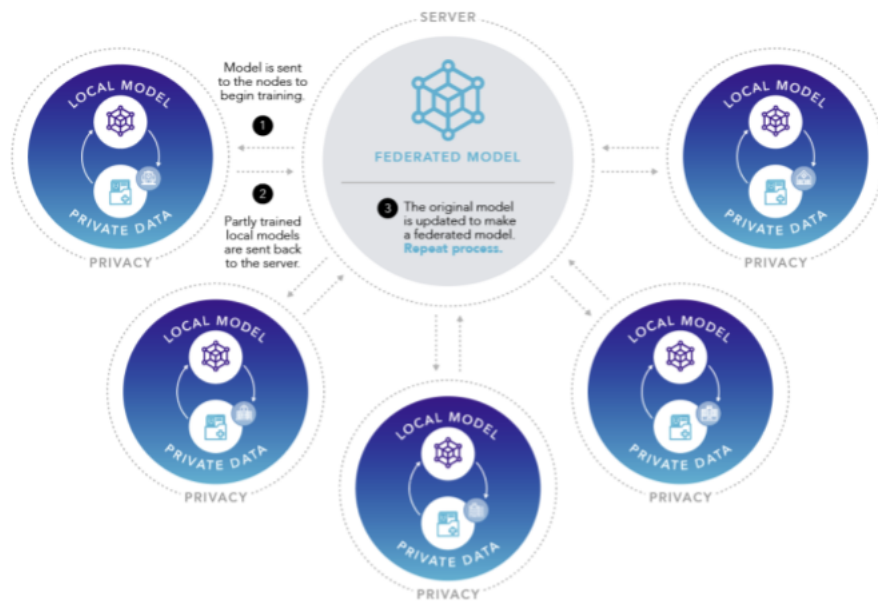 SERVER
Model is sent
to the nodes to
begin training.
1
2
Partly trained
local models
are sent back
to the server.
FEDERATED MODEL
3 The original model
is updated to make
a federated model.
Repeat process.
LOCAL MODEL
PRIVATE DATA
PRIVACY
LOCAL MODEL
PRIVATE DATA
PRIVACY
LOCAL MODEL
PRIVATE DATA
PRIVACY
LOCAL MODEL
PRIVATE DATA
PRIVACY
LOCAL MODEL
PRIVATE DATA
PRIVACY